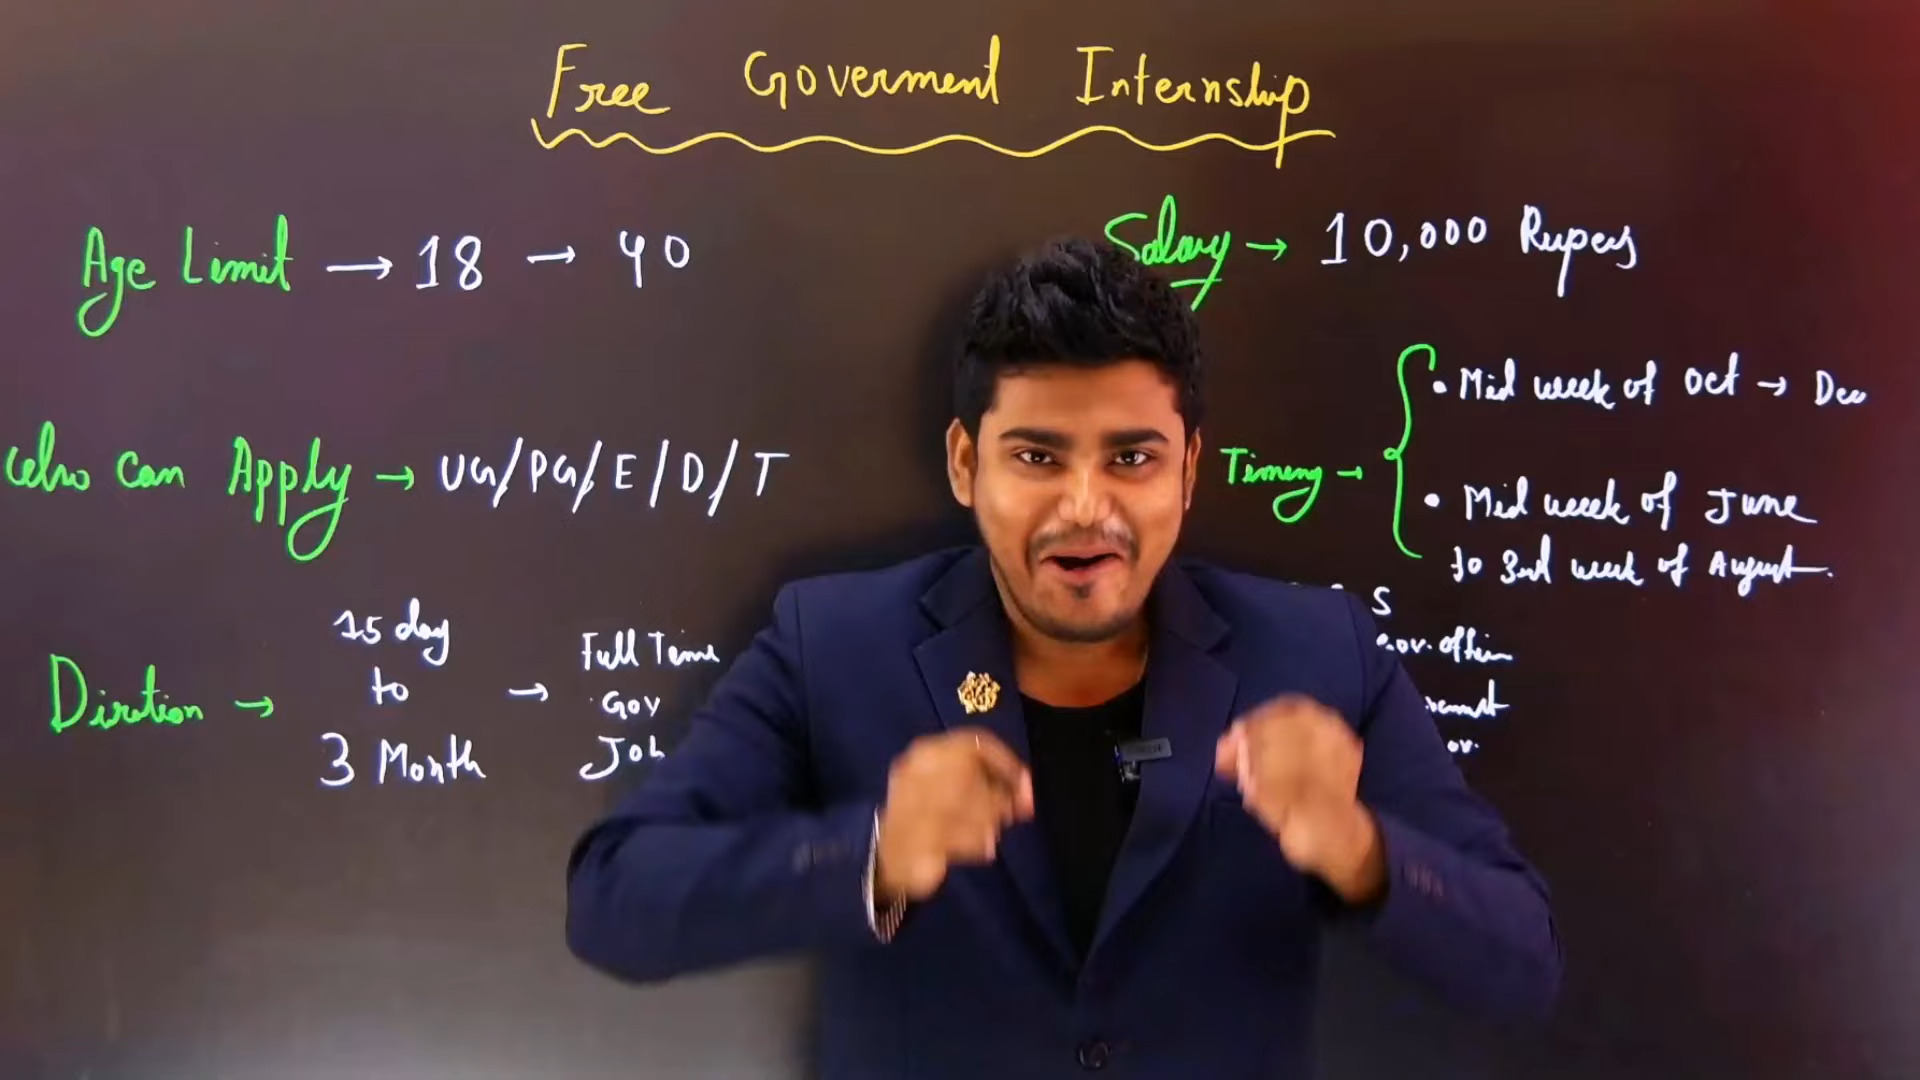 Free Goverment Internship
Age Limit → 18 → 40
Salary → 10,000 Rupees
Who can Apply → UG/PG/E/D/T
Timing →
• Mid week of Oct → Dec
• Mid week of June
to 3rd week of August.
Diration →
15 day
to
3 Month
→
Full Time
Gov
Job
S